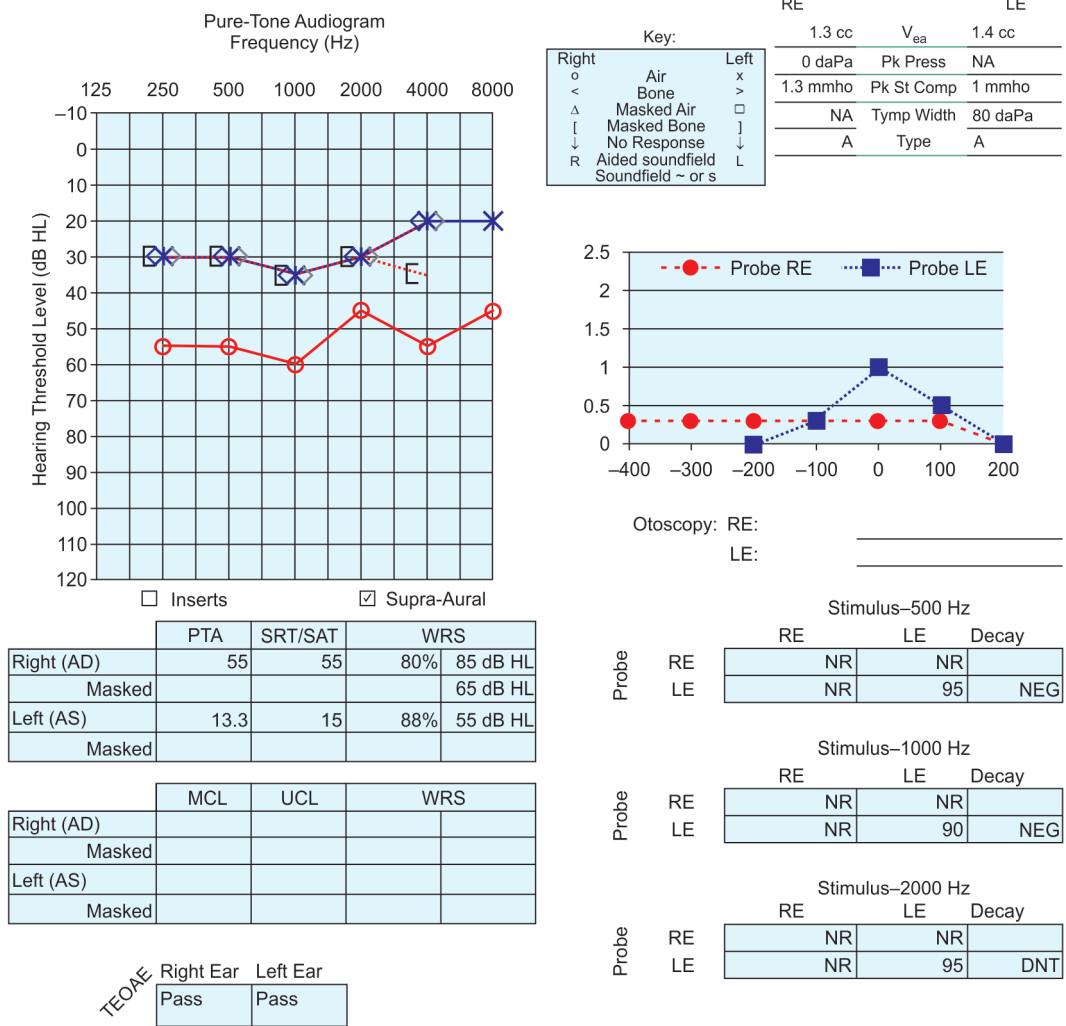 Pure-Tone Audiogram
Frequency (Hz)
125 250 500 1000 2000 4000 8000
–10
0
10
20
30
40
50
60
70
80
90
100
110
120
Hearing Threshold Level (dB HL)
Inserts Supra-Aural
Key:
Right Left
o Air x
< Bone >
Δ Masked Air □
[ Masked Bone ]
↓ No Response ↓
R Aided soundfield L
Soundfield ~ or s
RE LE
1.3 cc Vea 1.4 cc
0 daPa Pk Press NA
1.3 mmho Pk St Comp 1 mmho
NA Tymp Width 80 daPa
A Type A
Probe RE Probe LE
2.5
2
1.5
1
0.5
0
–400 –300 –200 –100 0 100 200
Otoscopy: RE:
LE:
PTA SRT/SAT WRS
Right (AD) 55 55 80% 85 dB HL
Masked 65 dB HL
Left (AS) 13.3 15 88% 55 dB HL
Masked
MCL UCL WRS
Right (AD)
Masked
Left (AS)
Masked
TEOAE
Right Ear Left Ear
Pass Pass
Stimulus–500 Hz
RE LE Decay
Probe
RE NR NR
LE NR 95 NEG
Stimulus–1000 Hz
RE LE Decay
Probe
RE NR NR
LE NR 90 NEG
Stimulus–2000 Hz
RE LE Decay
Probe
RE NR NR
LE NR 95 DNT